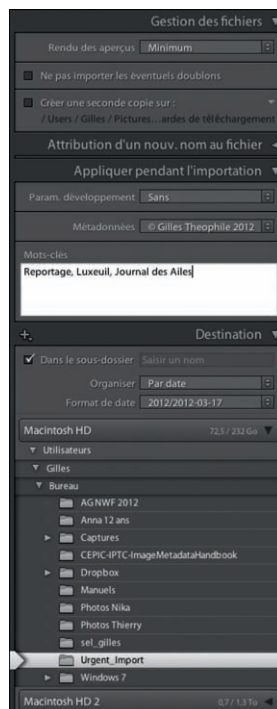 Gestion des fichiers
Rendu des aperçus Minimum
Ne pas importer les éventuels doublons
Créer une seconde copie sur :
/ Users / Gilles / Pictures...ardes de téléchargement
Attribution d'un nouv. nom au fichier
Appliquer pendant l'importation
Param. développement Sans
Métadonnées © Gilles Theophile 2012
Mots-clés
Reportage, Luxeuil, Journal des Ailes
Destination
Dans le sous-dossier Saisir un nom
Organiser Par date
Format de date 2012/2012-03-17
Macintosh HD 72,5 / 232 Go
Utilisateurs
Gilles
Bureau
AG NWF 2012
Anna 12 ans
Captures
CEPIC-IPTC-ImageMetadataHandbook
Dropbox
Manuels
Photos Nika
Photos Thierry
sel_gilles
Urgent_Import
Windows 7
Macintosh HD 2 0,7 / 1,3 To